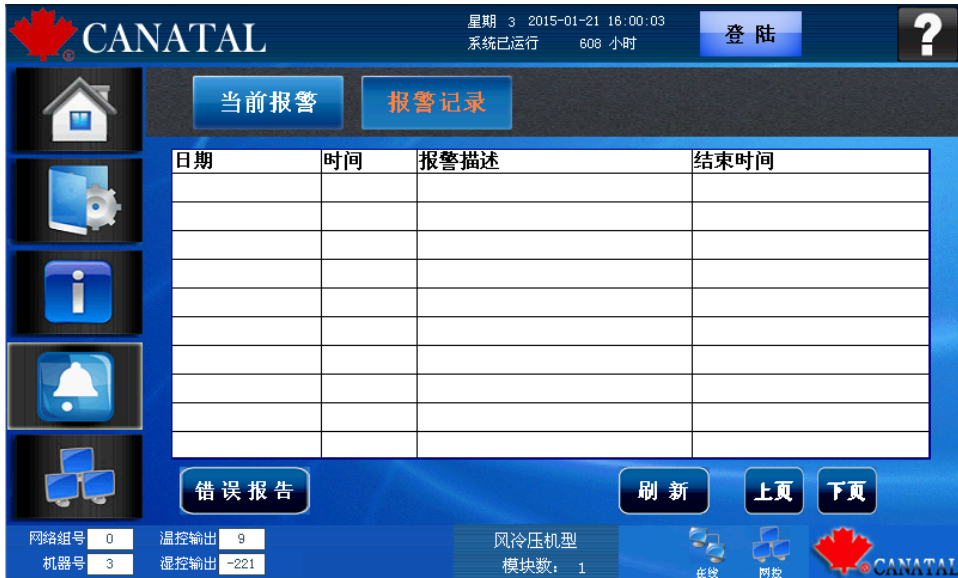 CANATAL
星期 3 2015-01-21 16:00:03
系统已运行 608 小时
登 陆
?
当前报警
报警记录
日期 时间 报警描述 结束时间
错误报告
刷 新
上页
下页
网络组号 0 温控输出 9
机器号 3 湿控输出 -221
风冷压机型
模块数: 1
在线
网控
CANATAL